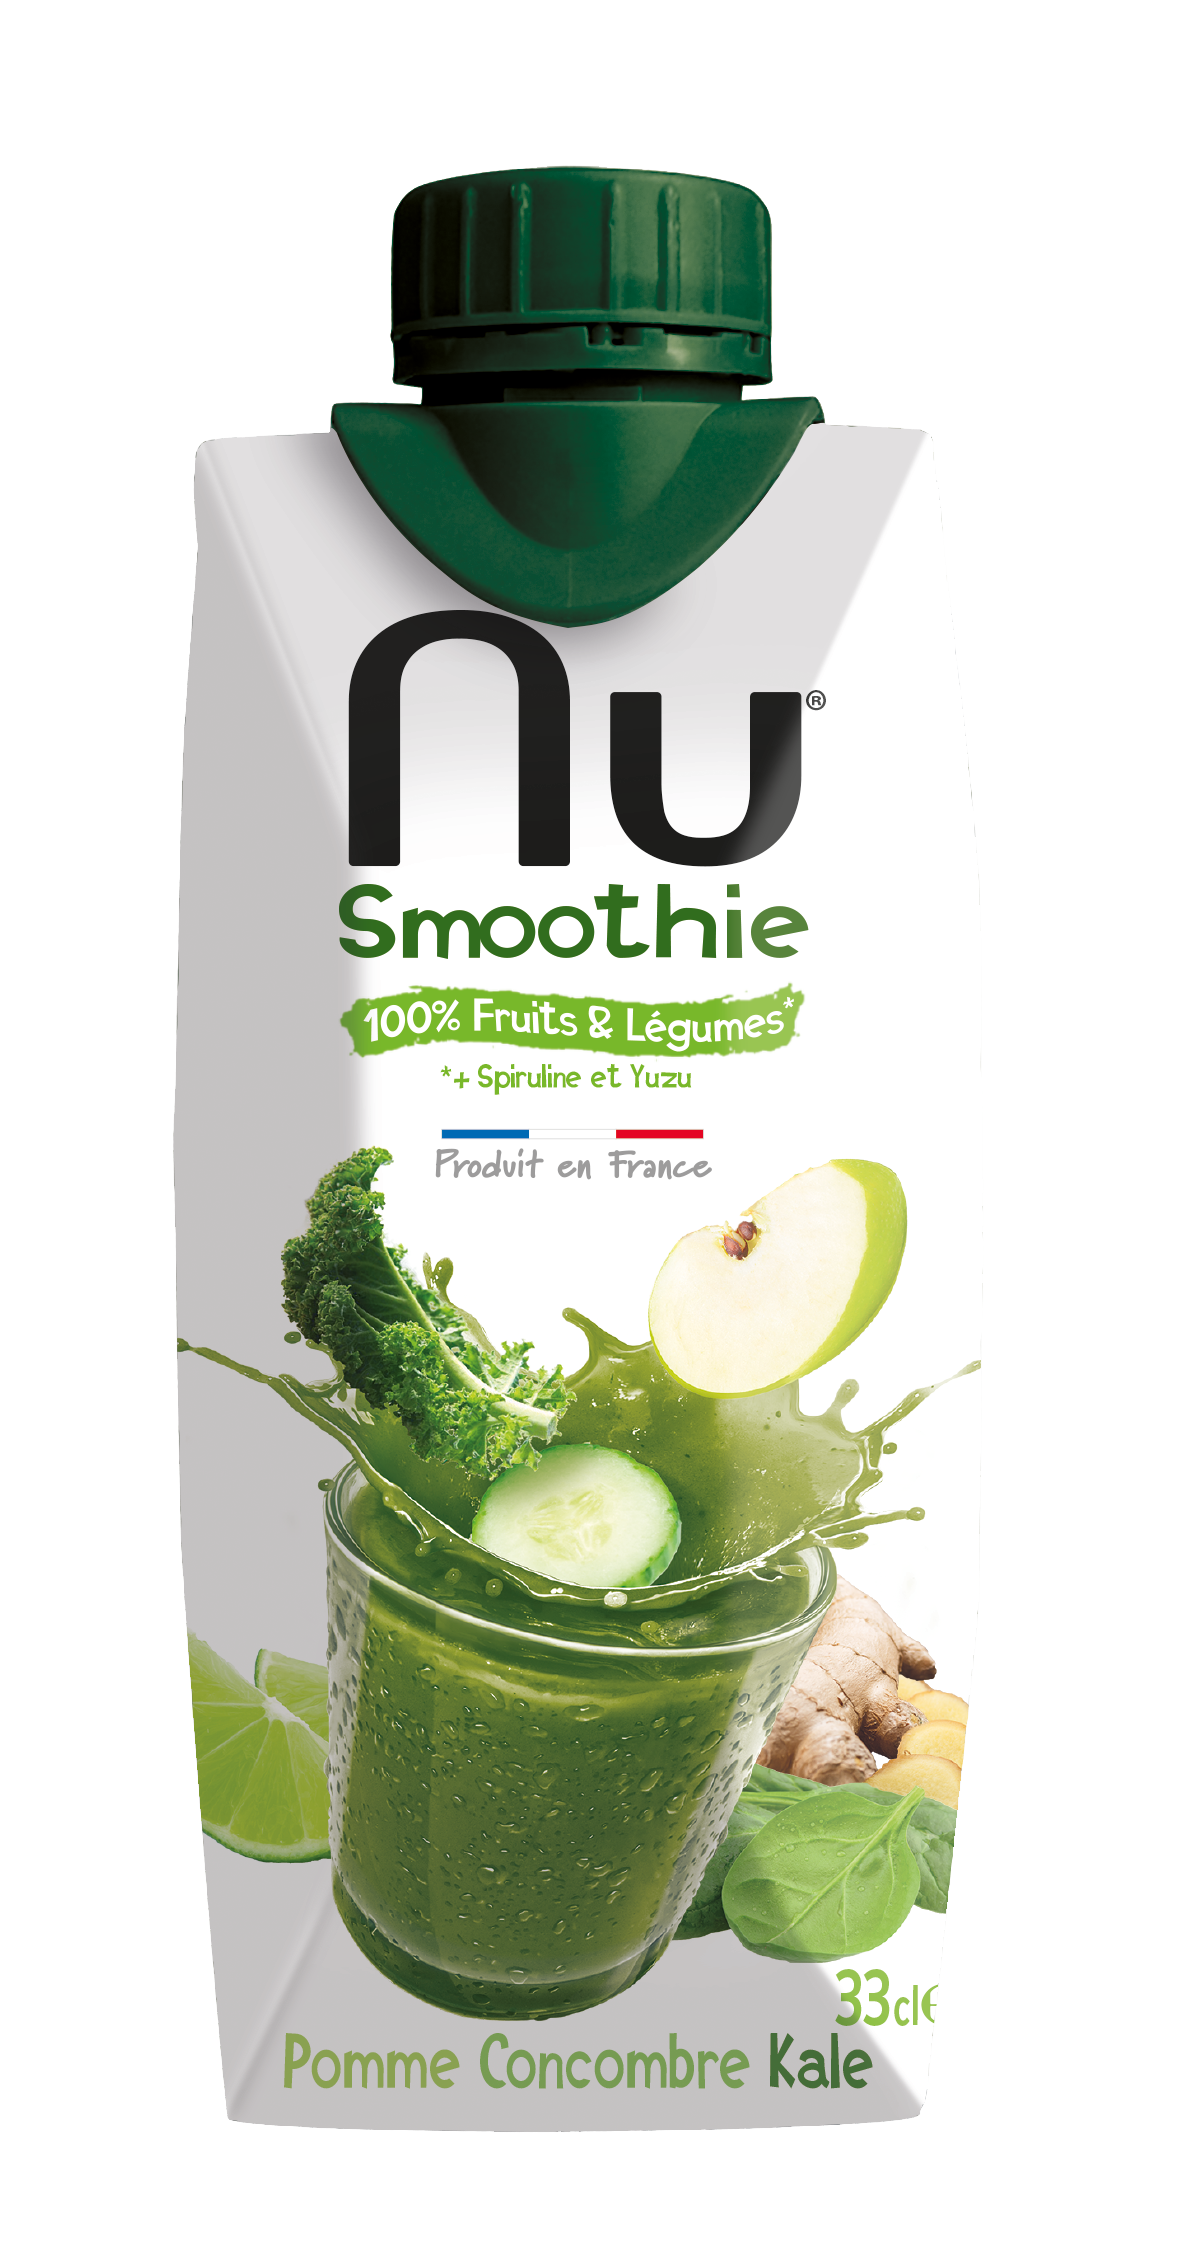 nu®
Smoothie
100% Fruits & Légumes*
*+ Spiruline et Yuzu
Produit en France
33cl℮
Pomme Concombre Kale